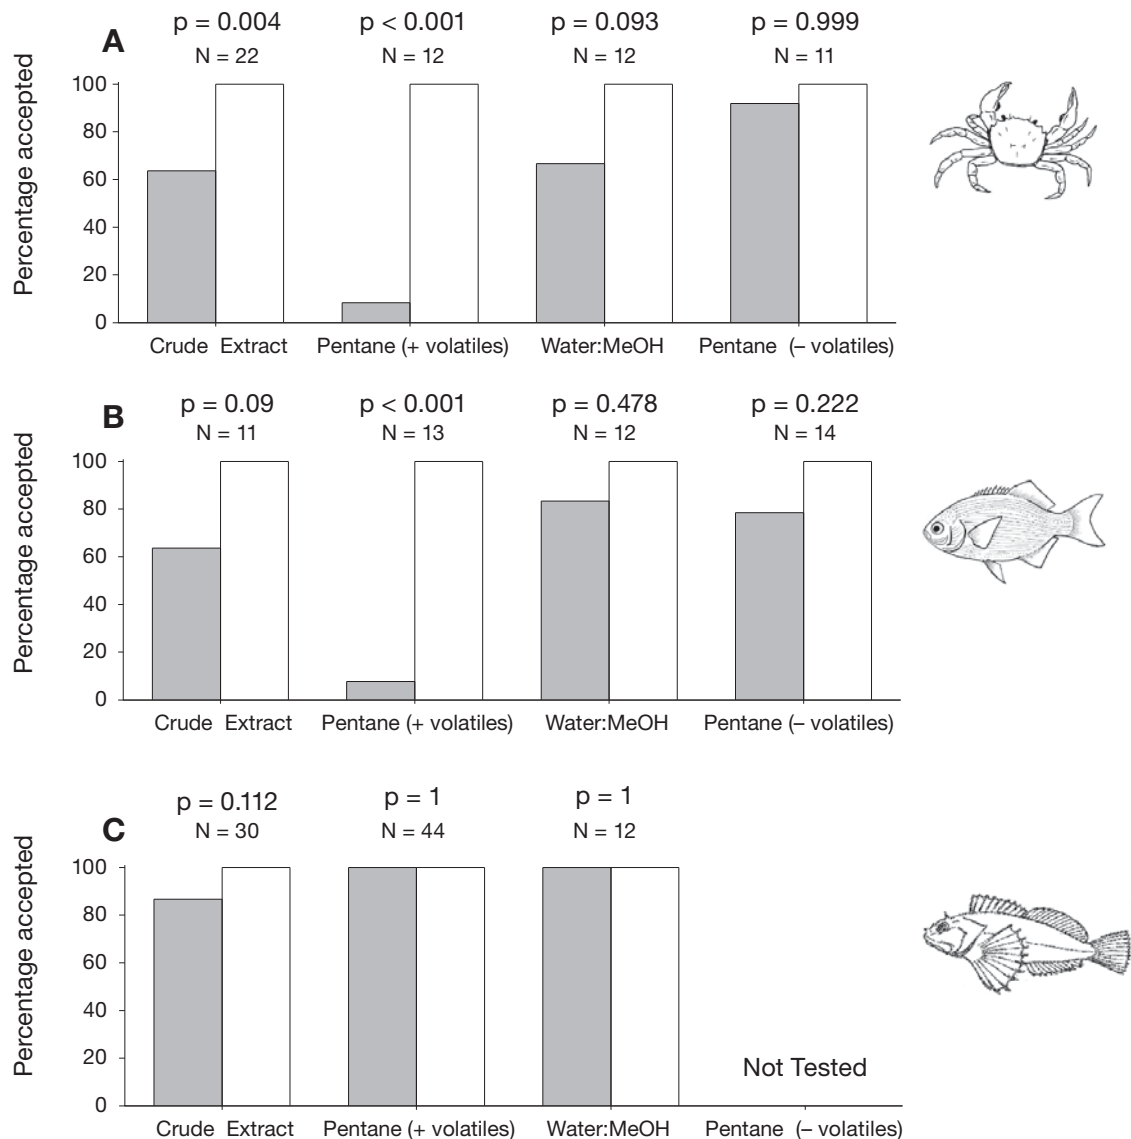 A
p = 0.004 p < 0.001 p = 0.093 p = 0.999
N = 22 N = 12 N = 12 N = 11
Percentage accepted
100
80
60
40
20
0
Crude Extract Pentane (+ volatiles) Water:MeOH Pentane (– volatiles)
B
p = 0.09 p < 0.001 p = 0.478 p = 0.222
N = 11 N = 13 N = 12 N = 14
Percentage accepted
100
80
60
40
20
0
Crude Extract Pentane (+ volatiles) Water:MeOH Pentane (– volatiles)
C
p = 0.112 p = 1 p = 1
N = 30 N = 44 N = 12
Percentage accepted
100
80
60
40
20
0
Not Tested
Crude Extract Pentane (+ volatiles) Water:MeOH Pentane (– volatiles)